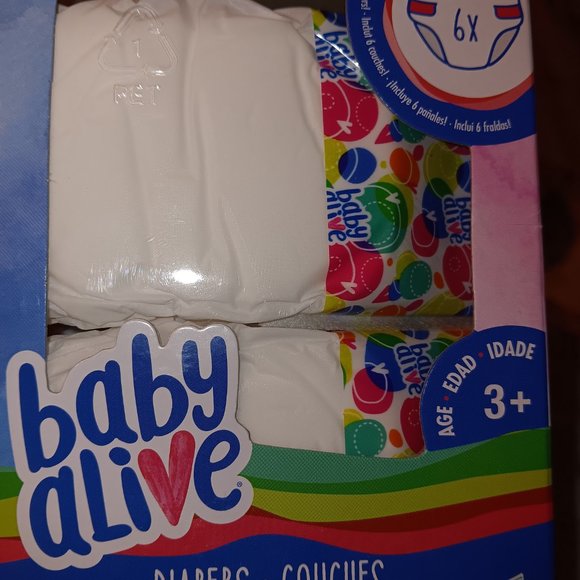 6X
rs! · Inclut 6 couches! · ¡Incluye 6 pañales! · Inclui 6 fraldas!
1
PET
baby
alive
baby
alive
baby
alive
AGE · EDAD · IDADE
3+
baby
alive®
DIAPERS COUCHES